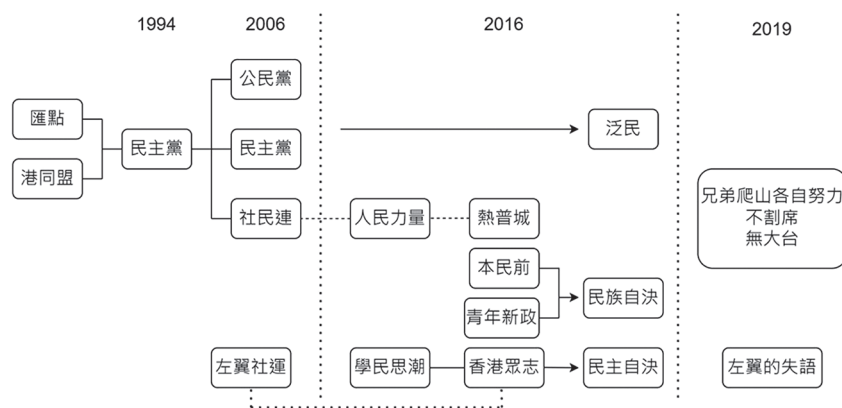 1994
2006
2016
2019
公民黨
匯點
民主黨
民主黨
泛民
港同盟
社民連
人民力量
熱普城
兄弟爬山各自努力
不割席
無大台
本民前
青年新政
民族自決
左翼社運
學民思潮
香港眾志
民主自決
左翼的失語